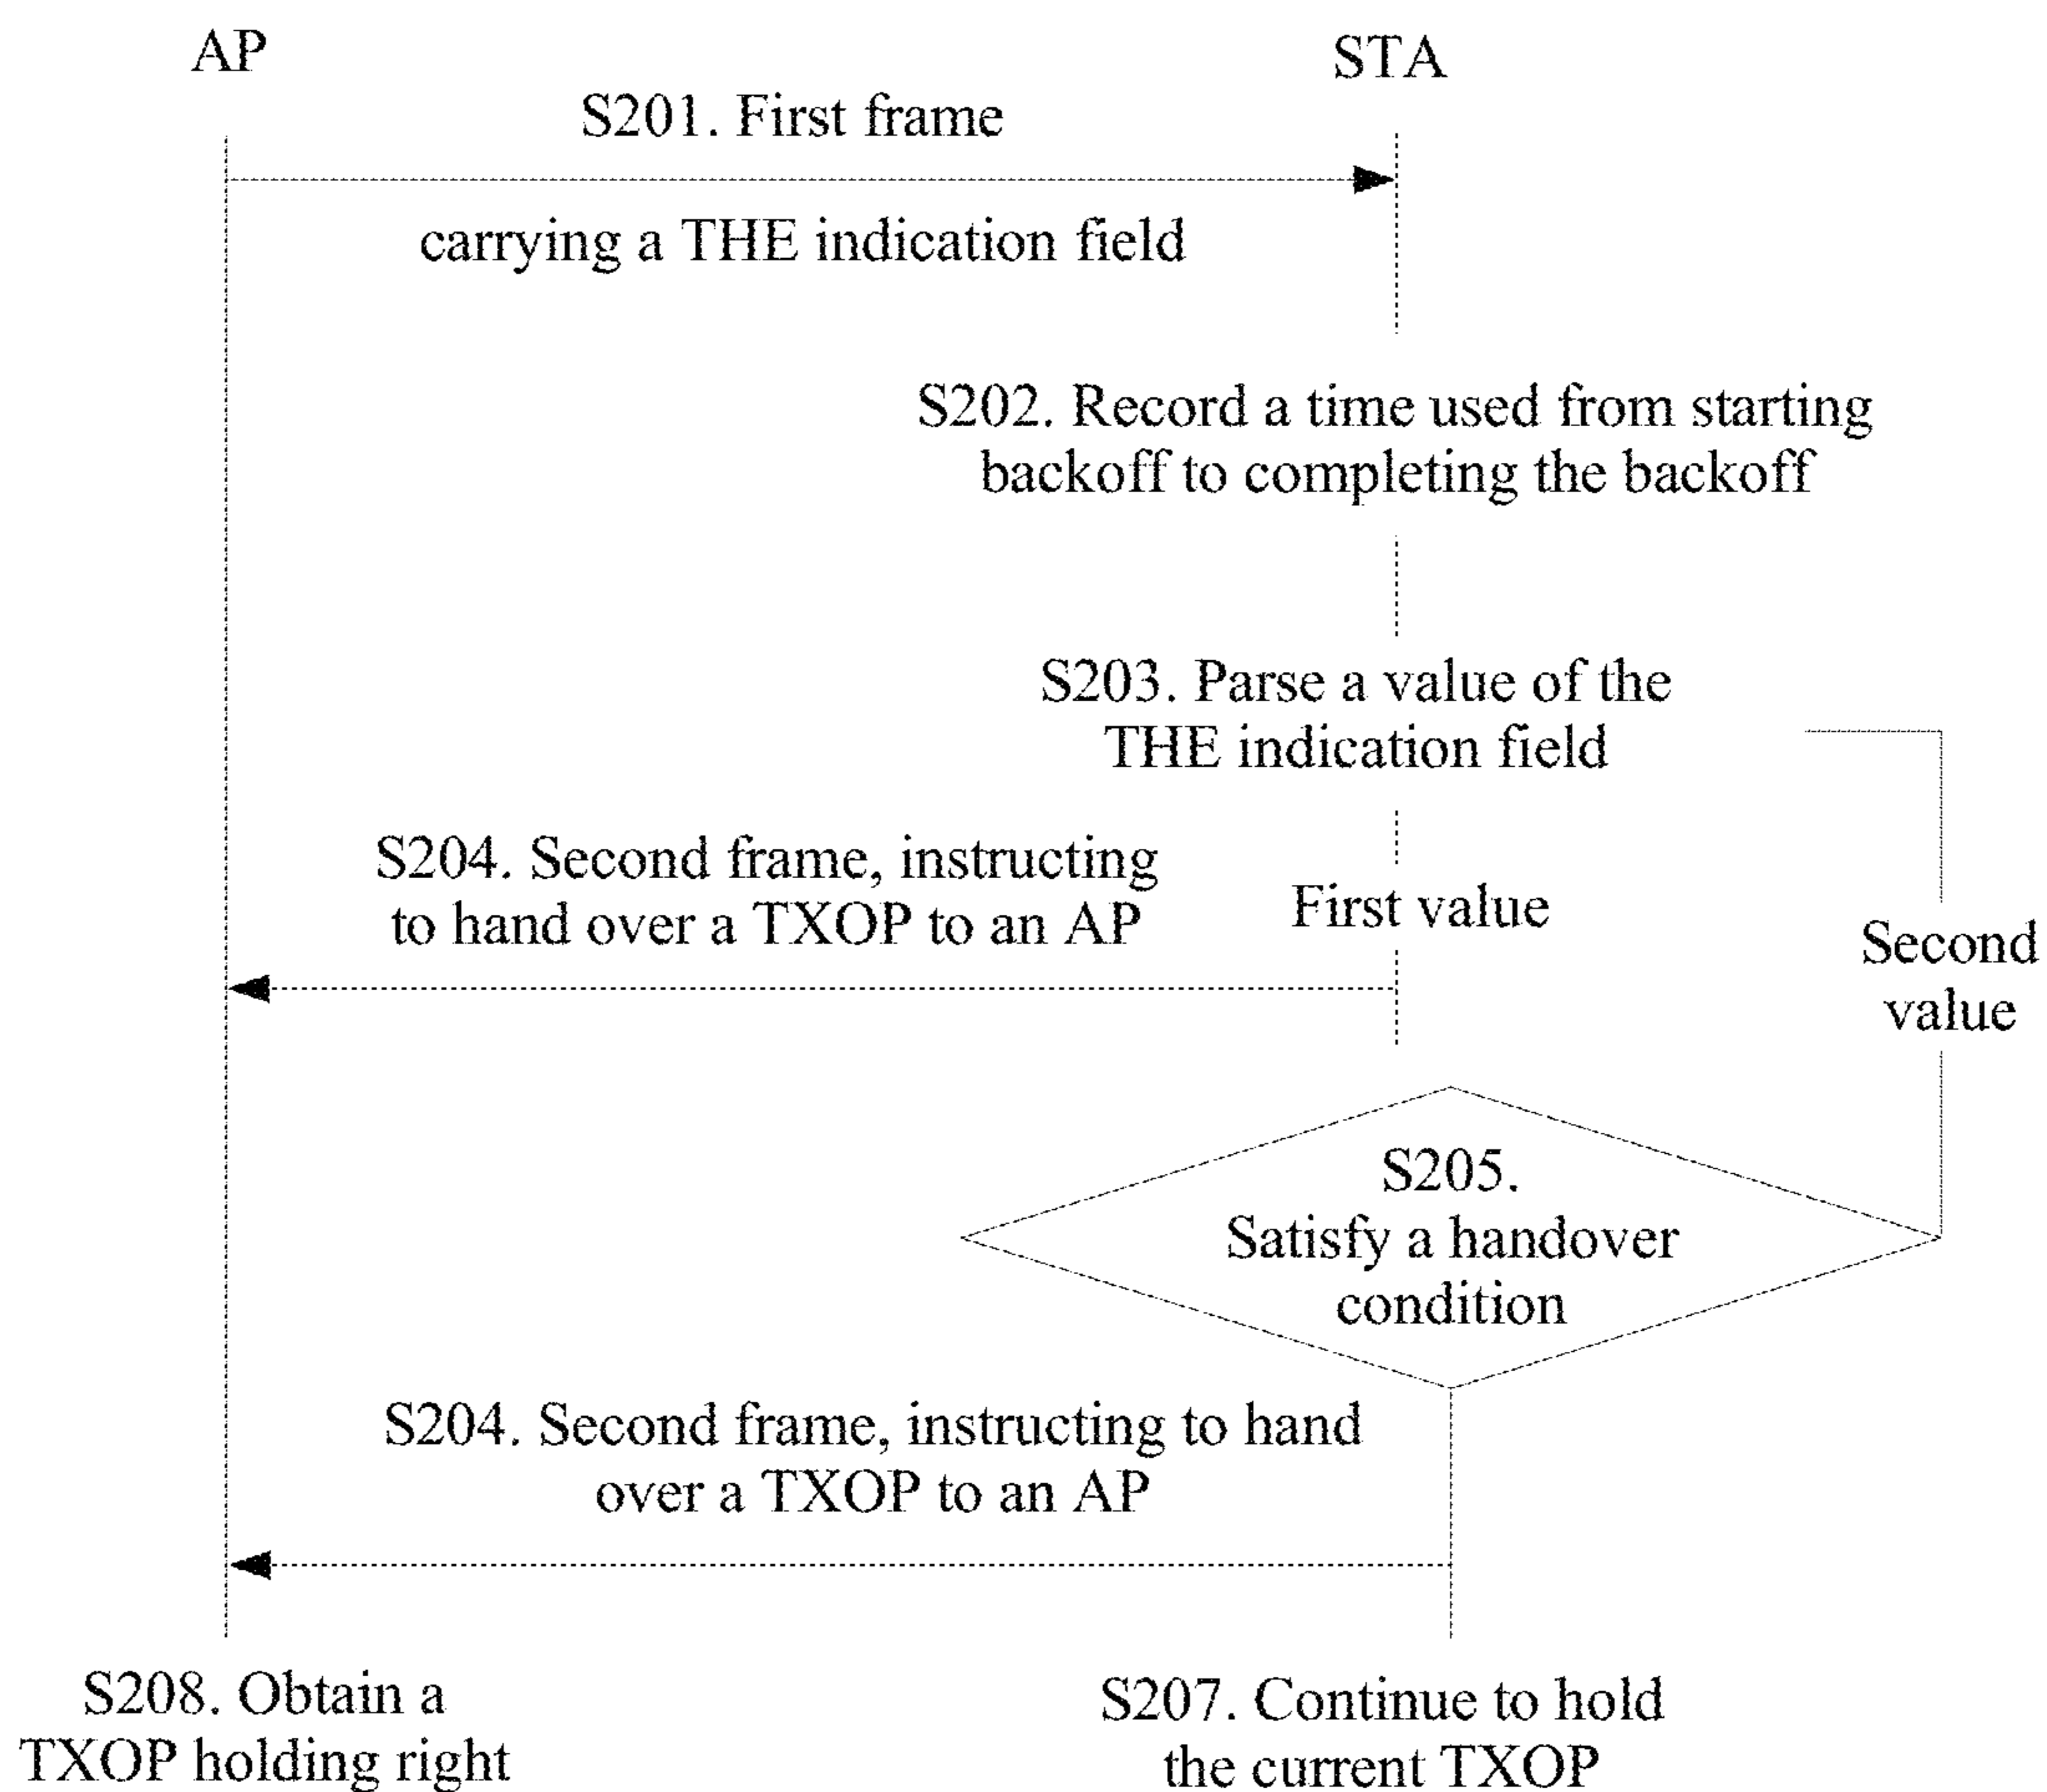 AP
STA
S201. First frame
carrying a THE indication field
S202. Record a time used from starting
backoff to completing the backoff
S203. Parse a value of the
THE indication field
S204. Second frame, instructing
to hand over a TXOP to an AP
First value
Second
value
S205.
Satisfy a handover
condition
S204. Second frame, instructing to hand
over a TXOP to an AP
S208. Obtain a
TXOP holding right
S207. Continue to hold
the current TXOP